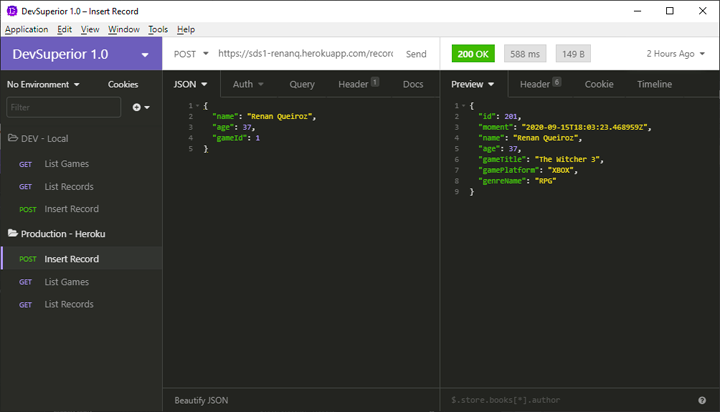 DevSuperior 1.0 – Insert Record
Application Edit View Window Tools Help
DevSuperior 1.0
POST https://sds1-renanq.herokuapp.com/record Send
200 OK 588 ms 149 B 2 Hours Ago
No Environment Cookies
JSON Auth Query Header 1 Docs
Preview Header 6 Cookie Timeline
Filter
DEV - Local
GET List Games
GET List Records
POST Insert Record
Production - Heroku
POST Insert Record
GET List Games
GET List Records
1 {
2 "name": "Renan Queiroz",
3 "age": 37,
4 "gameId": 1
5 }
1 {
2 "id": 201,
3 "moment": "2020-09-15T18:03:23.468959Z",
4 "name": "Renan Queiroz",
5 "age": 37,
6 "gameTitle": "The Witcher 3",
7 "gamePlatform": "XBOX",
8 "genreName": "RPG"
9 }
Beautify JSON
$.store.books[*].author